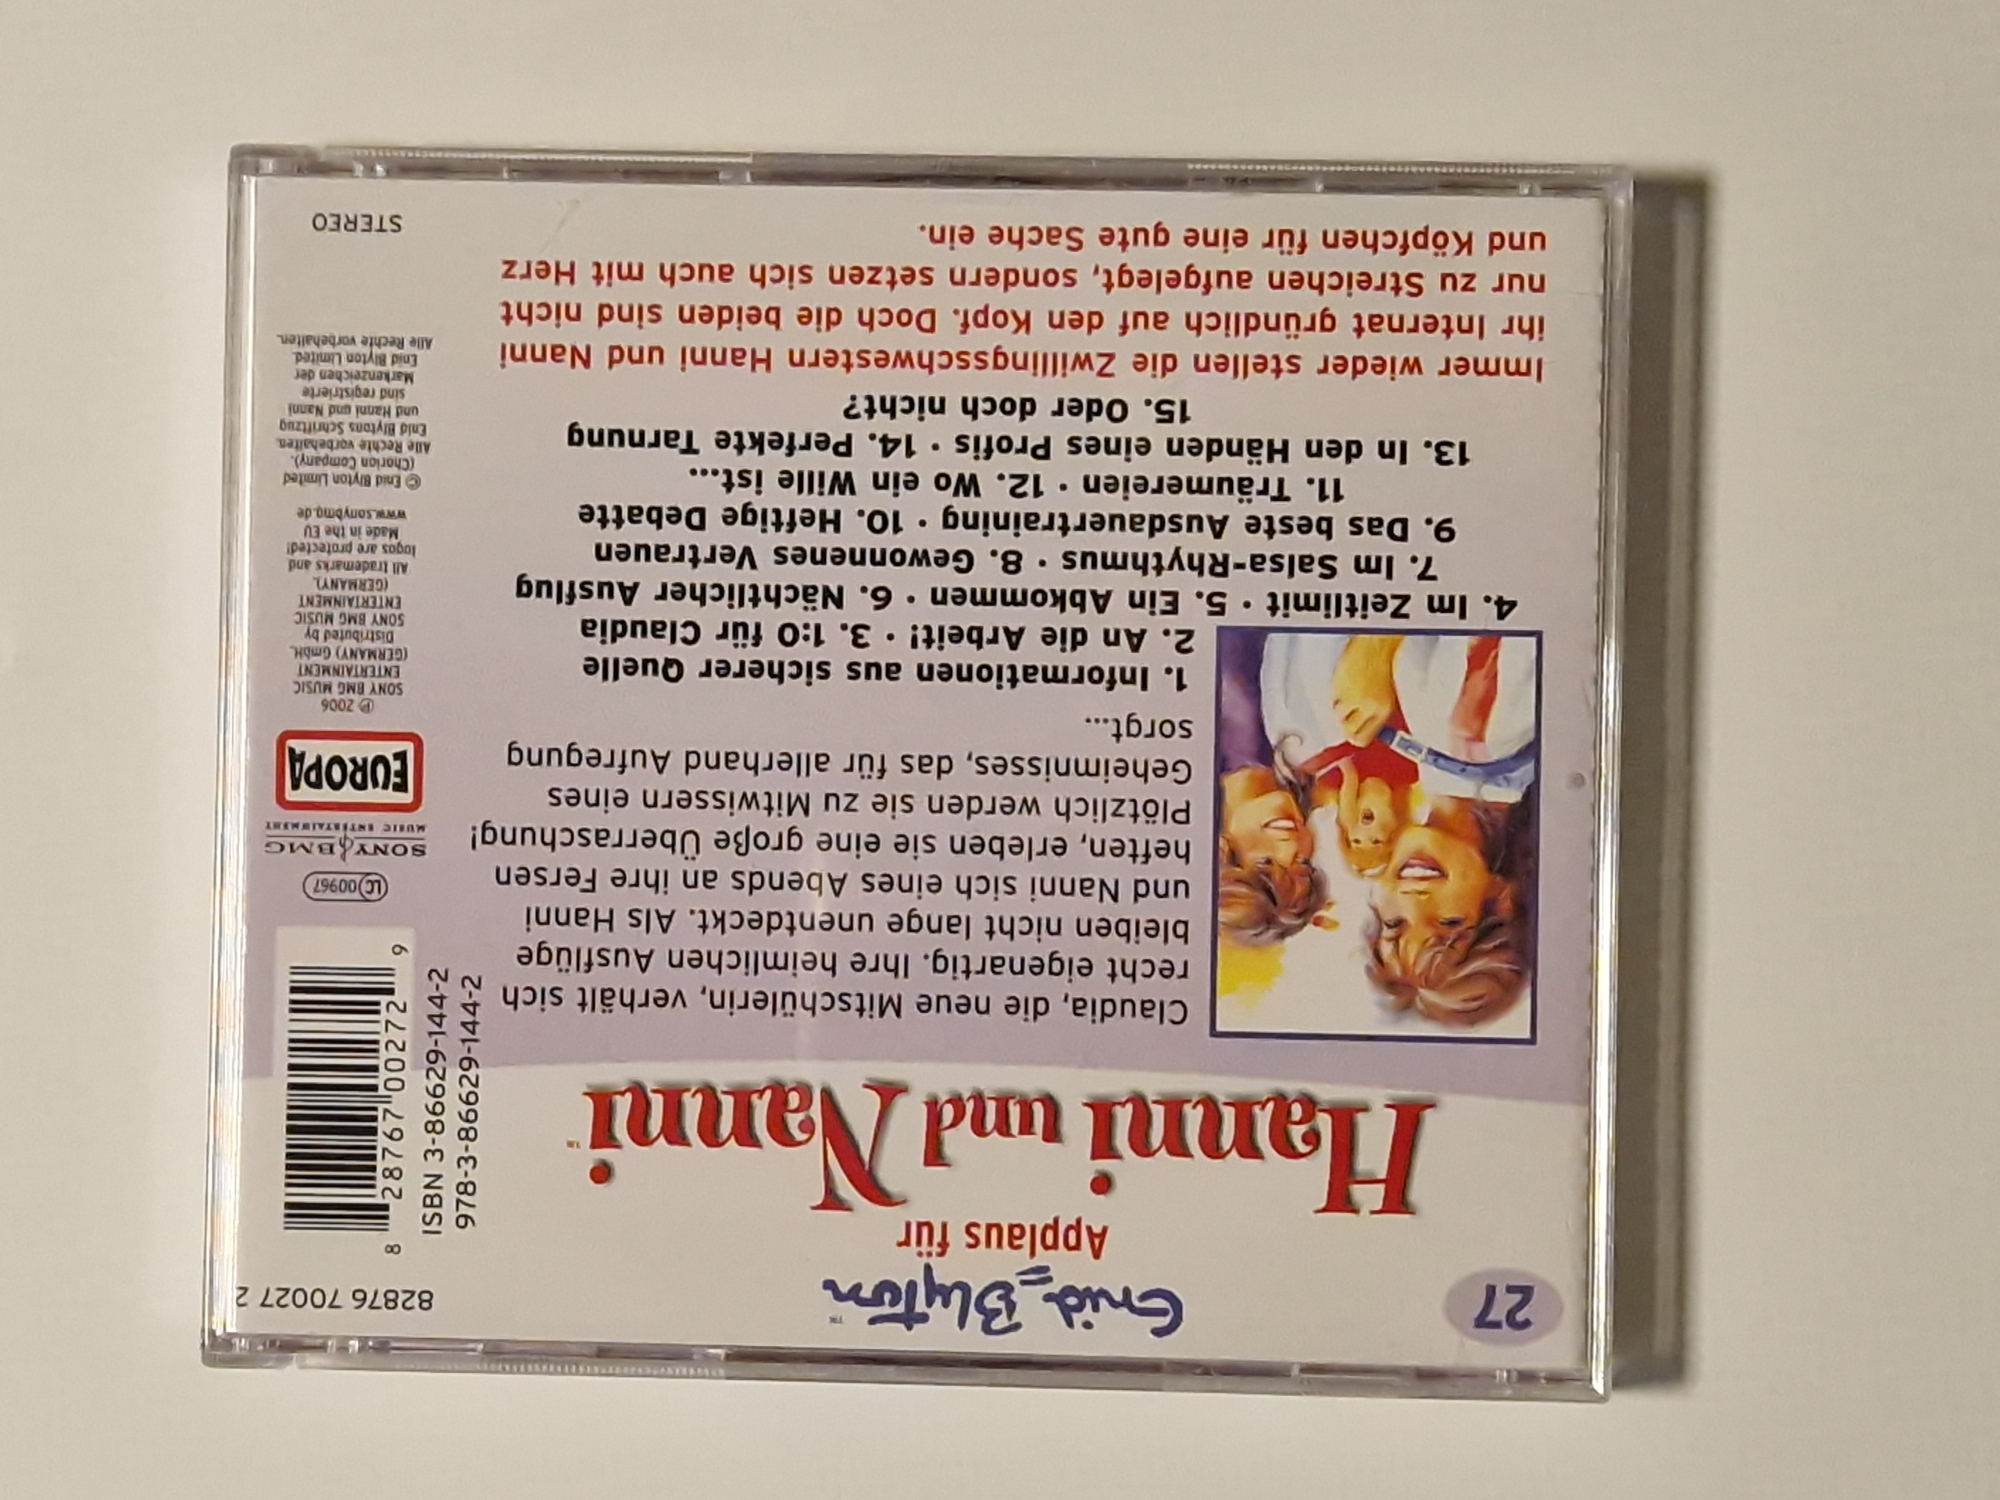 27
Enid Blyton™
82876 70027 2
Applaus für
Hanni und Nanni™
8 28767 00272 9
ISBN 3-86629-144-2
978-3-86629-144-2
Claudia, die neue Mitschülerin, verhält sich
recht eigenartig. Ihre heimlichen Ausflüge
bleiben nicht lange unentdeckt. Als Hanni
und Nanni sich eines Abends an ihre Fersen
heften, erleben sie eine große Überraschung!
Plötzlich werden sie zu Mitwissern eines
Geheimnisses, das für allerhand Aufregung
sorgt...
1. Informationen aus sicherer Quelle
2. An die Arbeit! • 3. 1:0 für Claudia
4. Im Zeitlimit • 5. Ein Abkommen • 6. Nächtlicher Ausflug
7. Im Salsa-Rhythmus • 8. Gewonnenes Vertrauen
9. Das beste Ausdauertraining • 10. Heftige Debatte
11. Träumereien • 12. Wo ein Wille ist...
13. In den Händen eines Profis • 14. Perfekte Tarnung
15. Oder doch nicht?
Immer wieder stellen die Zwillingsschwestern Hanni und Nanni
ihr Internat gründlich auf den Kopf. Doch die beiden sind nicht
nur zu Streichen aufgelegt, sondern setzen sich auch mit Herz
und Köpfchen für eine gute Sache ein.
LC 00967
SONY BMG
MUSIC ENTERTAINMENT
EUROPA
℗ 2006
SONY BMG MUSIC
ENTERTAINMENT
(GERMANY) GmbH.
Distributed by
SONY BMG MUSIC
ENTERTAINMENT
(GERMANY).
All trademarks and
logos are protected!
Made in the EU
www.sonybmg.de
© Enid Blyton Limited
(Chorion Company).
Alle Rechte vorbehalten.
Enid Blytons Schriftzug
und Hanni und Nanni
sind registrierte
Markenzeichen der
Enid Blyton Limited.
Alle Rechte vorbehalten.
STEREO